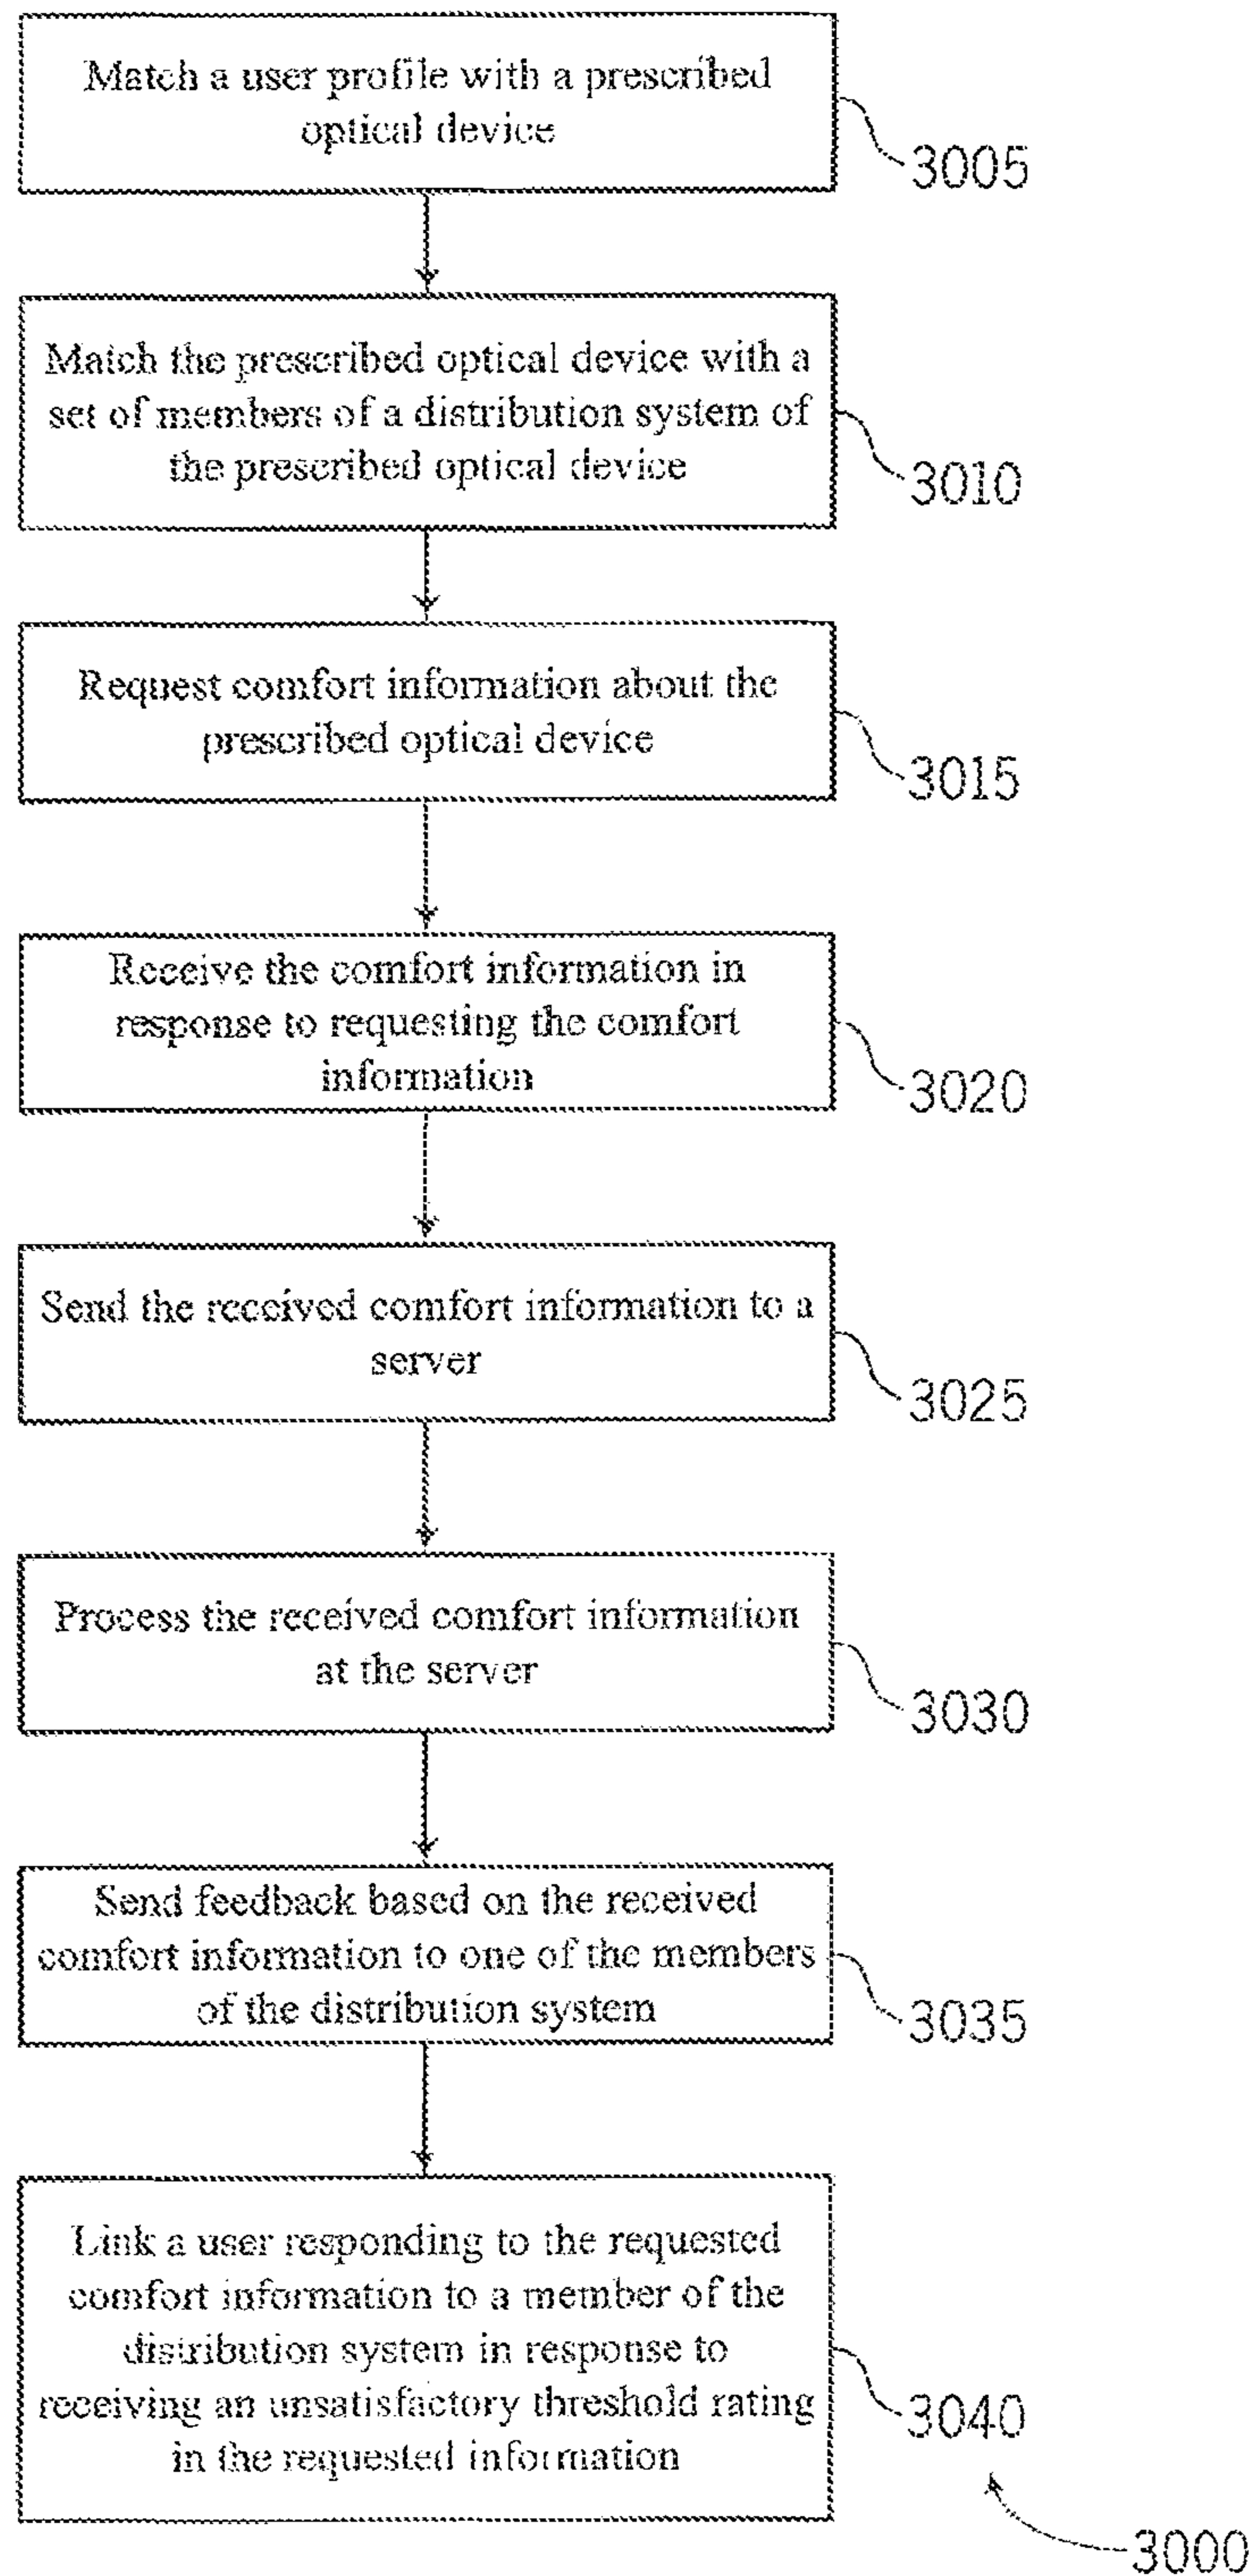 Match a user profile with a prescribed
optical device
3005
Match the prescribed optical device with a
set of members of a distribution system of
the prescribed optical device
3010
Request comfort information about the
prescribed optical device
3015
Receive the comfort information in
response to requesting the comfort
information
3020
Send the received comfort information to a
server
3025
Process the received comfort information
at the server
3030
Send feedback based on the received
comfort information to one of the members
of the distribution system
3035
Link a user responding to the requested
comfort information to a member of the
distribution system in response to
receiving an unsatisfactory threshold rating
in the requested information
3040
3000